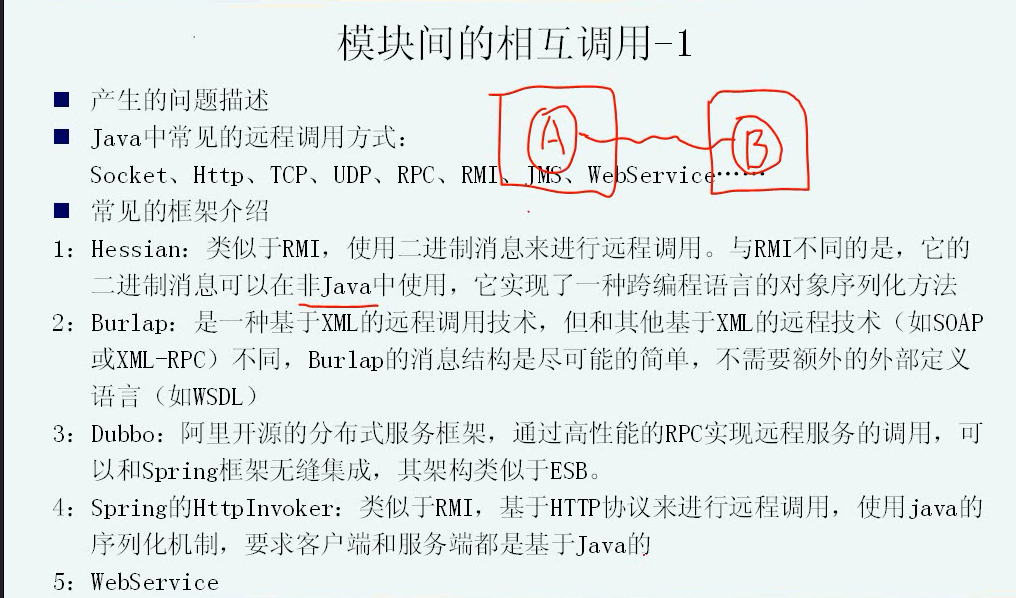 模块间的相互调用-1
■ 产生的问题描述
■ Java中常见的远程调用方式:
Socket、Http、TCP、UDP、RPC、RMI、JMS、WebService……
A
B
■ 常见的框架介绍
1: Hessian: 类似于RMI, 使用二进制消息来进行远程调用。与RMI不同的是, 它的
二进制消息可以在非Java中使用, 它实现了一种跨编程语言的对象序列化方法
2: Burlap: 是一种基于XML的远程调用技术, 但和其他基于XML的远程技术 (如SOAP
或XML-RPC) 不同, Burlap的消息结构是尽可能的简单, 不需要额外的外部定义
语言 (如WSDL)
3: Dubbo: 阿里开源的分布式服务框架, 通过高性能的RPC实现远程服务的调用, 可
以和Spring框架无缝集成, 其架构类似于ESB。
4: Spring的HttpInvoker: 类似于RMI, 基于HTTP协议来进行远程调用, 使用java的
序列化机制, 要求客户端和服务端都是基于Java的
5: WebService